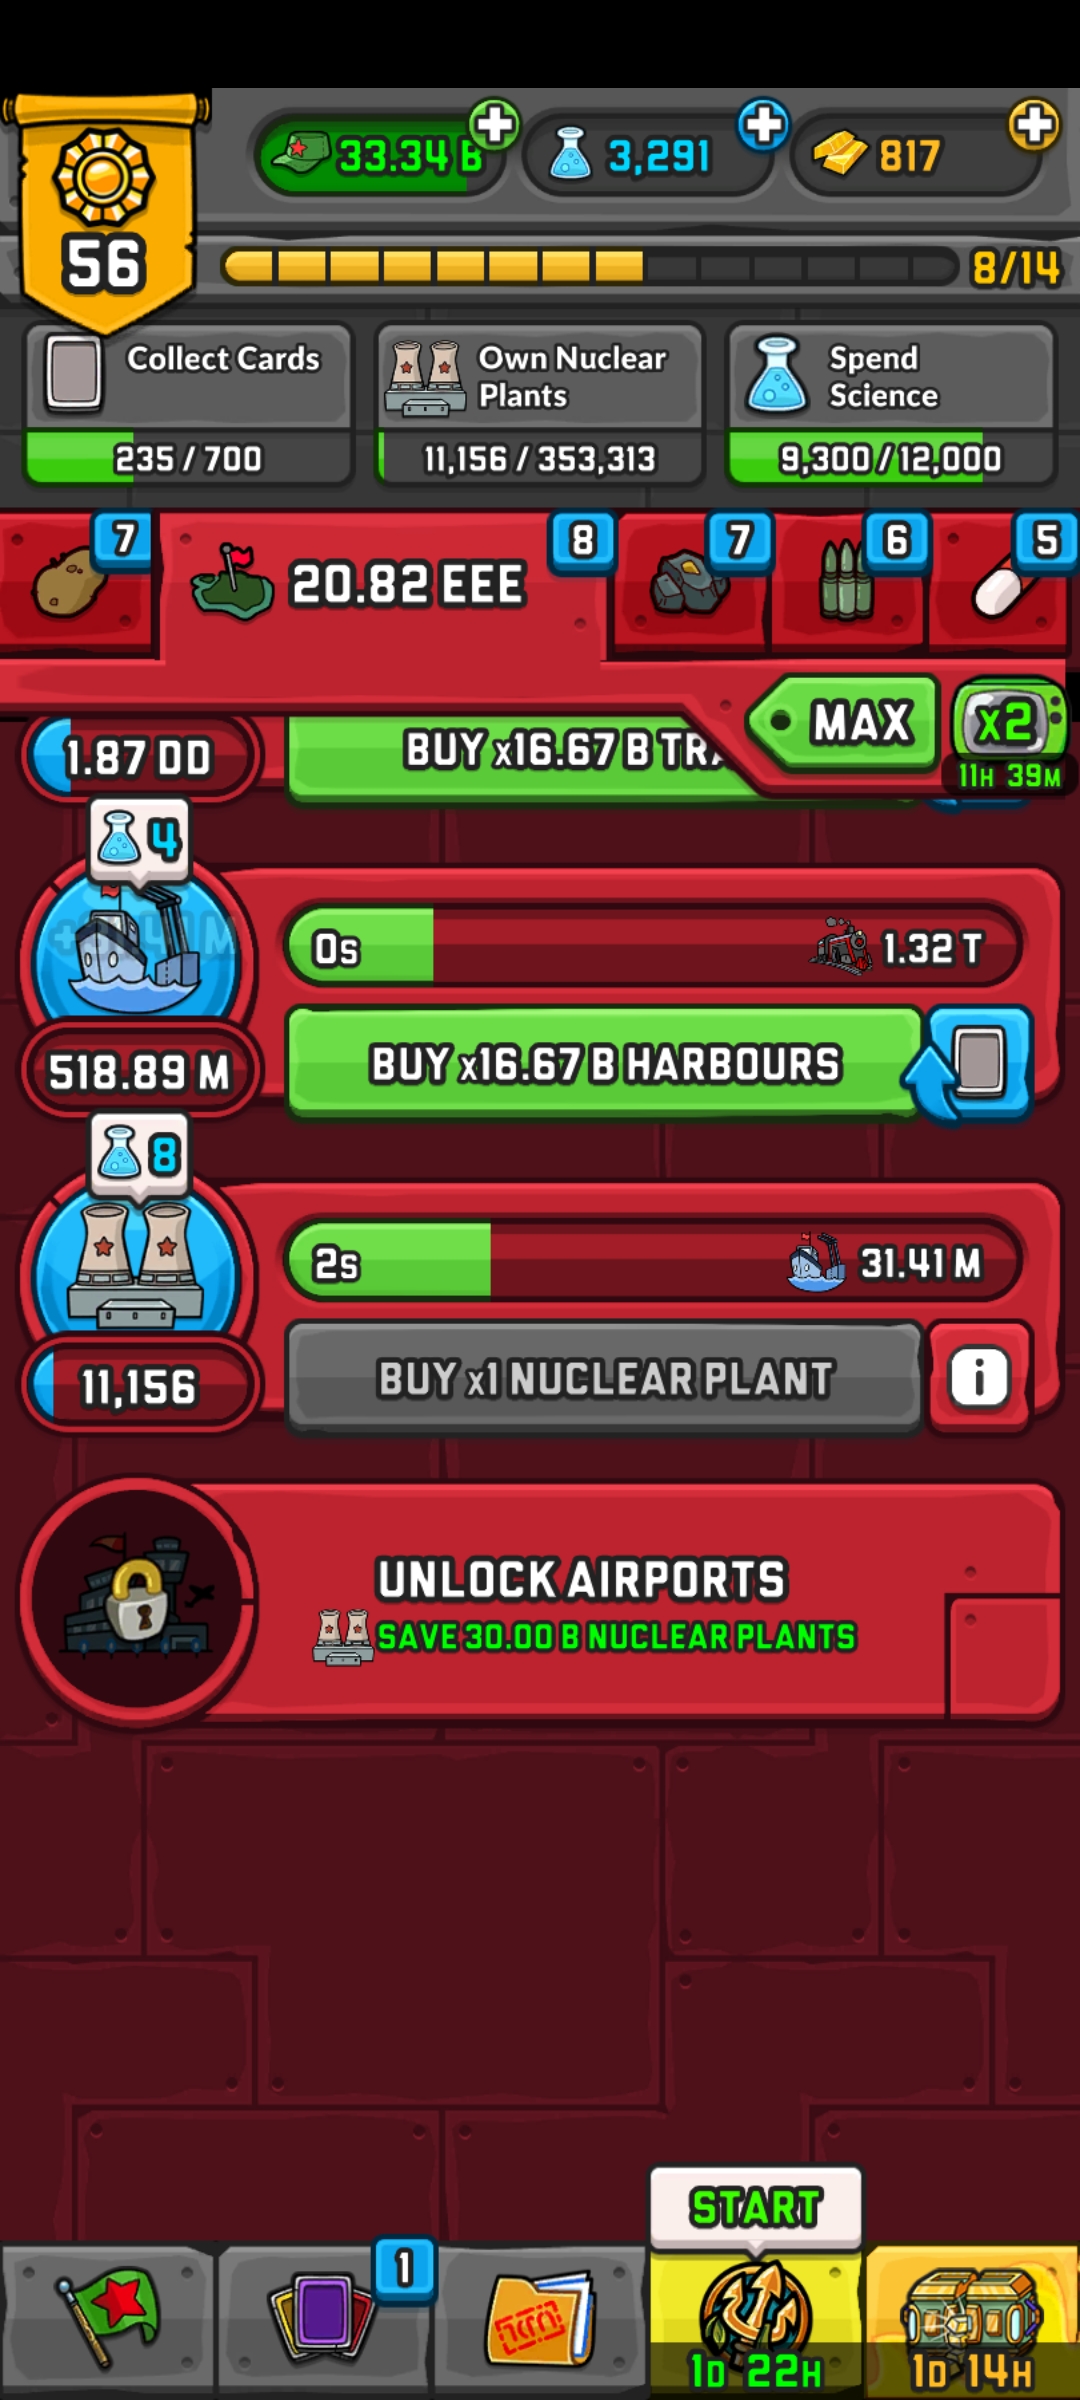 56
33.34 B
3,291
817
8/14
Collect Cards
235 / 700
Own Nuclear
Plants
11,156 / 353,313
Spend
Science
9,300 / 12,000
7
20.82 EEE
8
7
6
5
MAX
x2
11H 39M
1.87 DD
BUY x16.67 B
4
0s
1.32 T
518.89 M
BUY x16.67 B HARBOURS
8
2s
31.41 M
11,156
BUY x1 NUCLEAR PLANT
i
UNLOCK AIRPORTS
SAVE 30.00 B NUCLEAR PLANTS
START
1
1D 22H
1D 14H